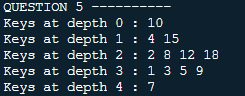 QUESTION 5 ----------
Keys at depth 0 : 10
Keys at depth 1 : 4 15
Keys at depth 2 : 2 8 12 18
Keys at depth 3 : 1 3 5 9
Keys at depth 4 : 7